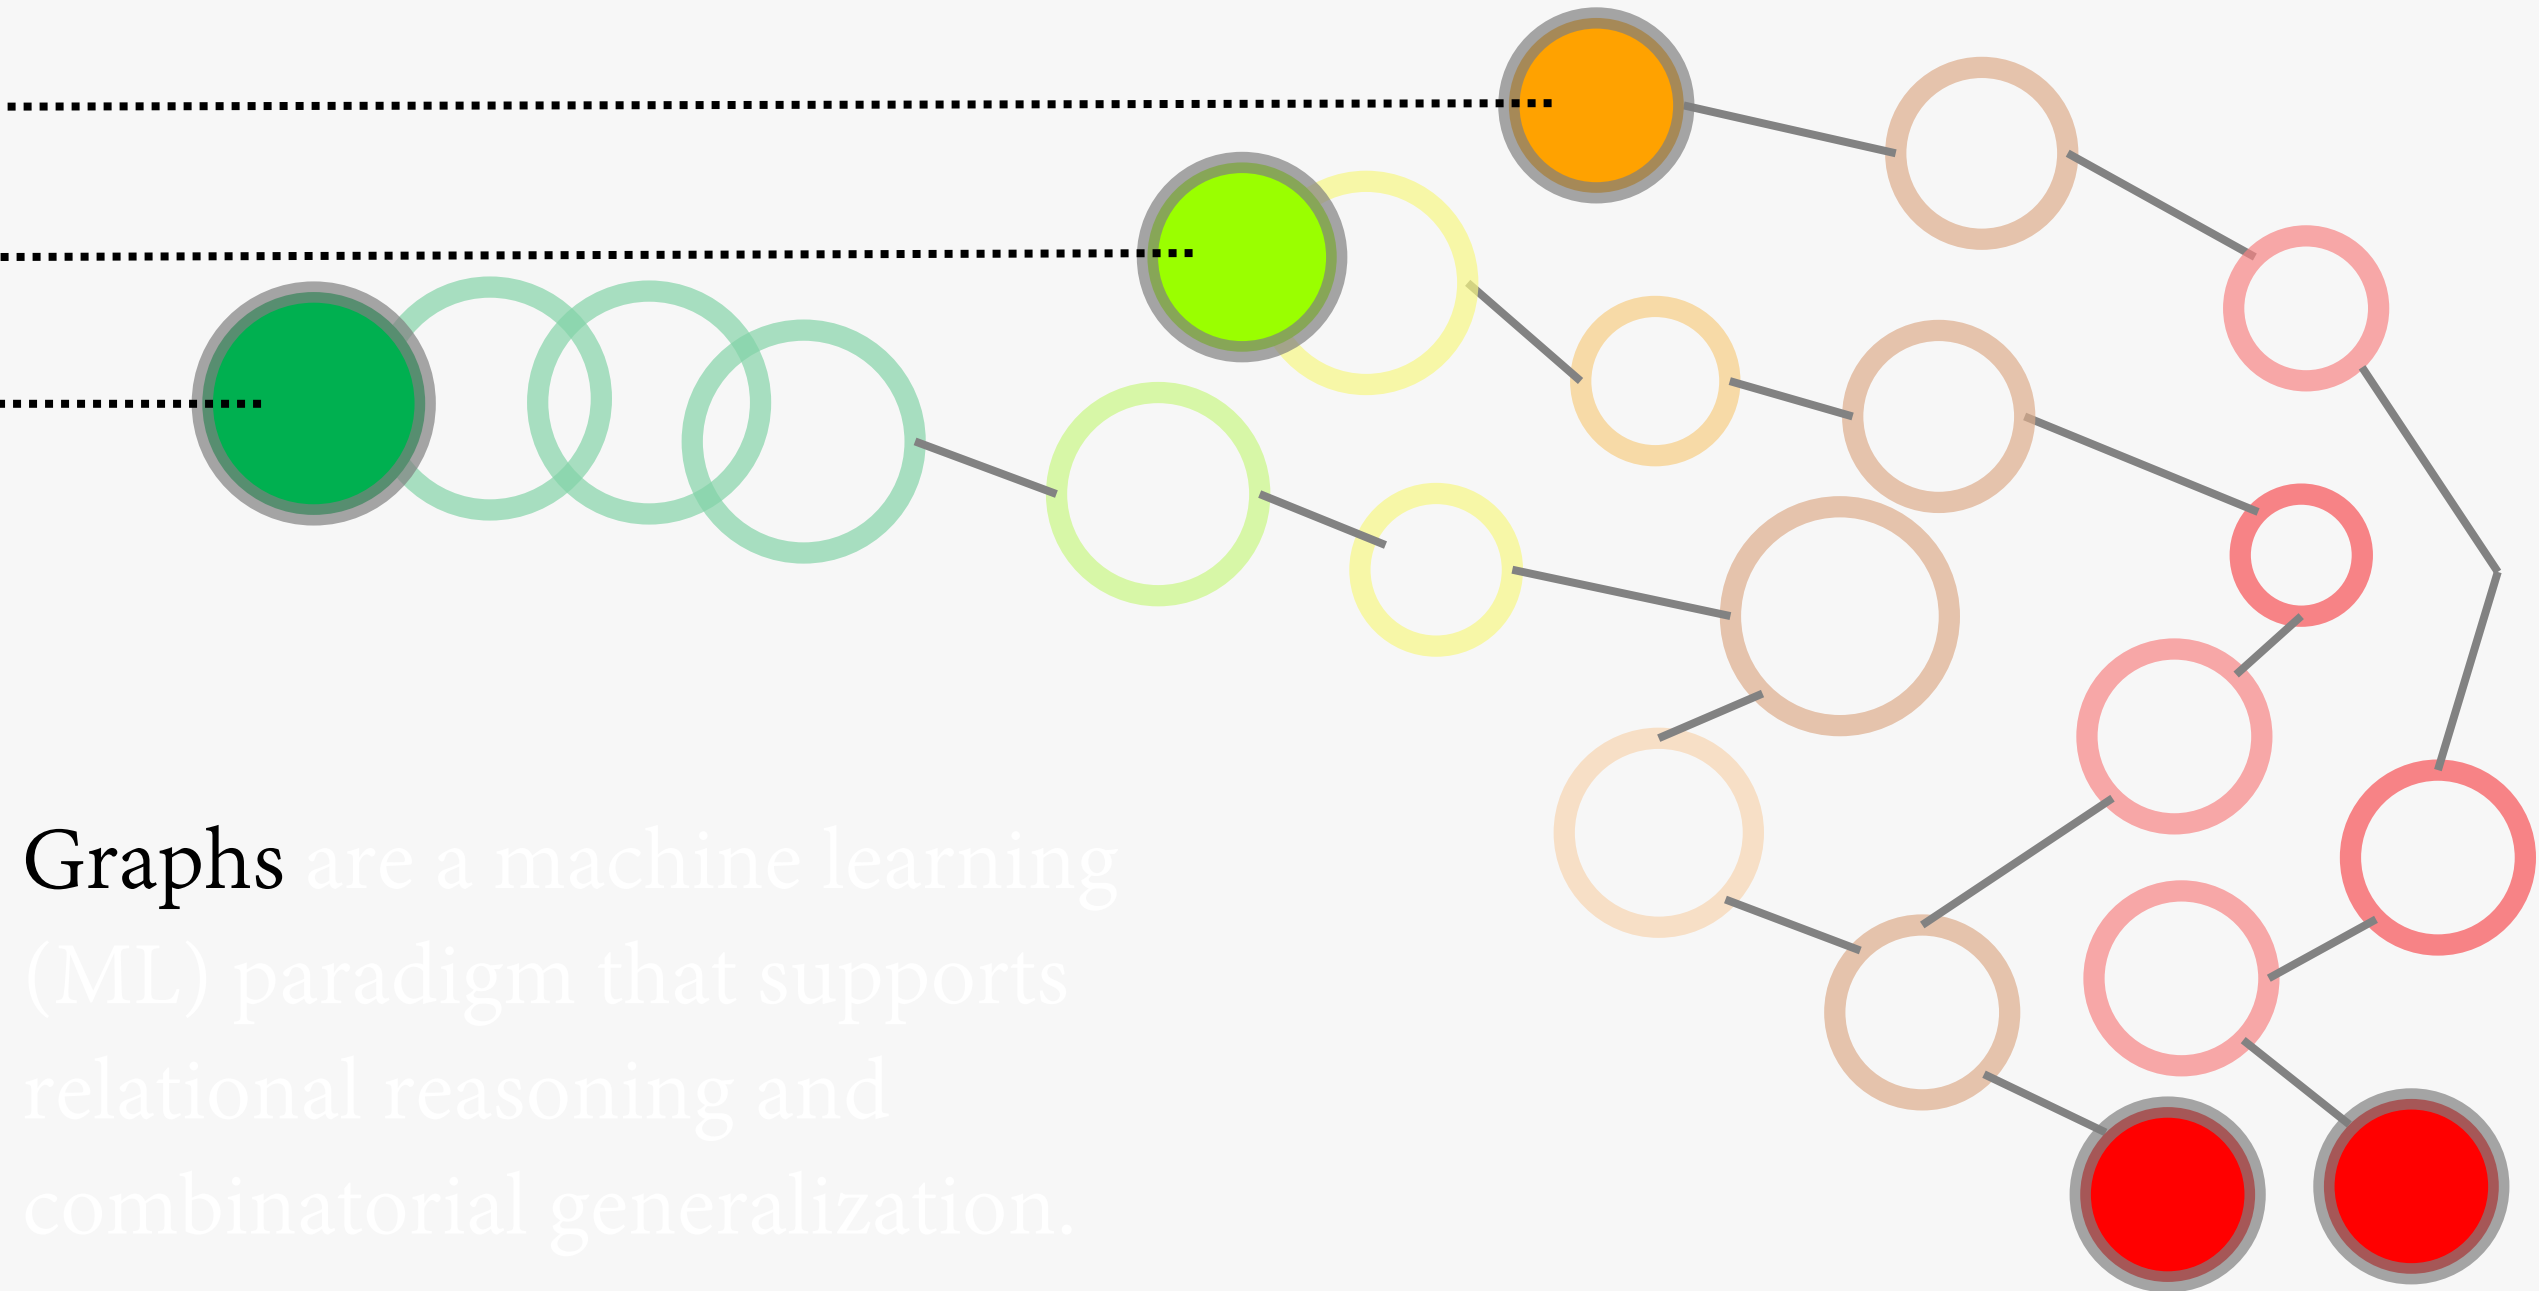 Graphs are a machine learning
(ML) paradigm that supports
relational reasoning and
combinatorial generalization.